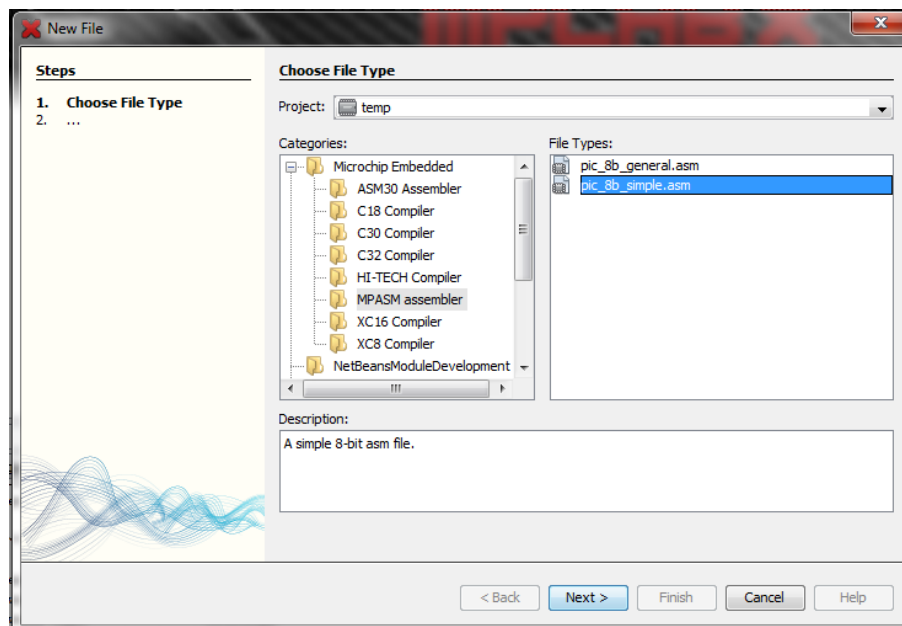 New File
MPLABX
Steps
1. Choose File Type
2. ...
Choose File Type
Project: temp
Categories:
Microchip Embedded
ASM30 Assembler
C18 Compiler
C30 Compiler
C32 Compiler
HI-TECH Compiler
MPASM assembler
XC16 Compiler
XC8 Compiler
NetBeansModuleDevelopment
File Types:
pic_8b_general.asm
pic_8b_simple.asm
Description:
A simple 8-bit asm file.
< Back
Next >
Finish
Cancel
Help